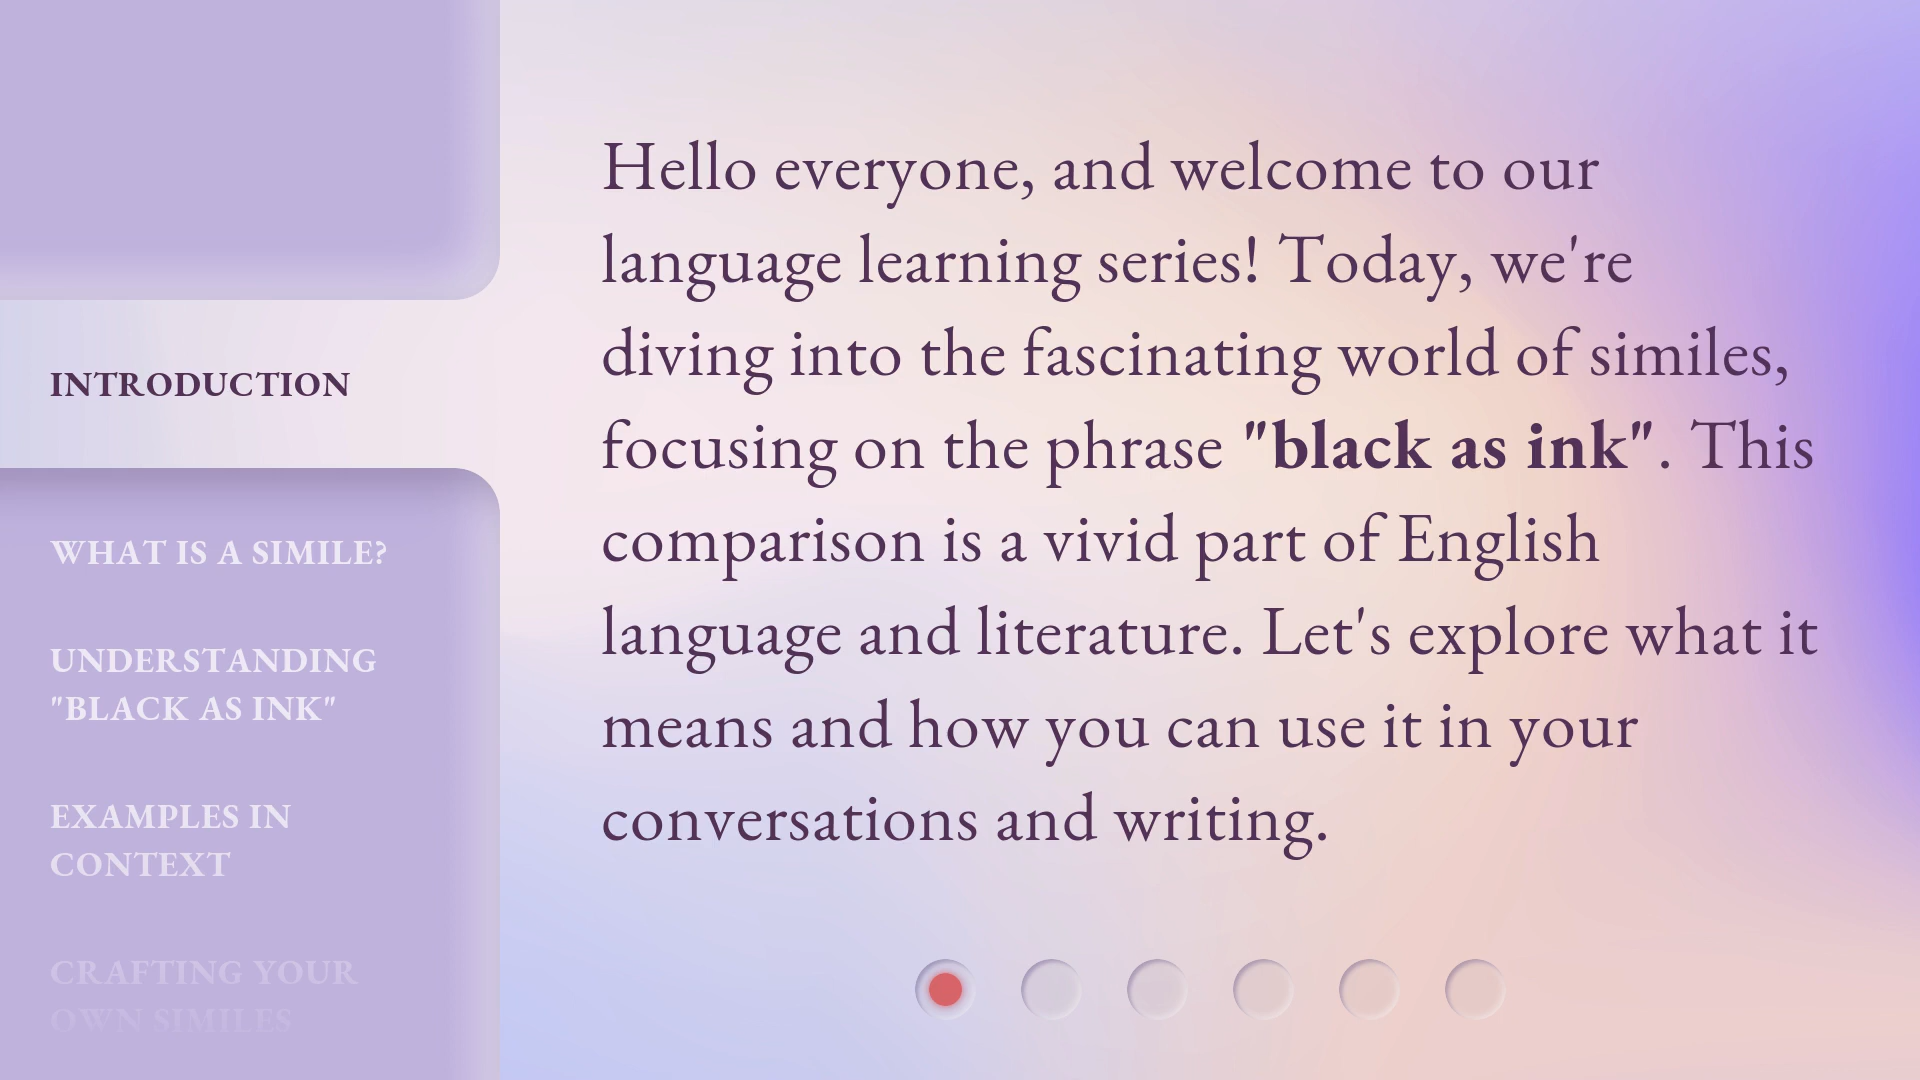 INTRODUCTION
WHAT IS A SIMILE?
UNDERSTANDING
"BLACK AS INK"
EXAMPLES IN
CONTEXT
CRAFTING YOUR
OWN SIMILES
Hello everyone, and welcome to our
language learning series! Today, we're
diving into the fascinating world of similes,
focusing on the phrase "black as ink". This
comparison is a vivid part of English
language and literature. Let's explore what it
means and how you can use it in your
conversations and writing.